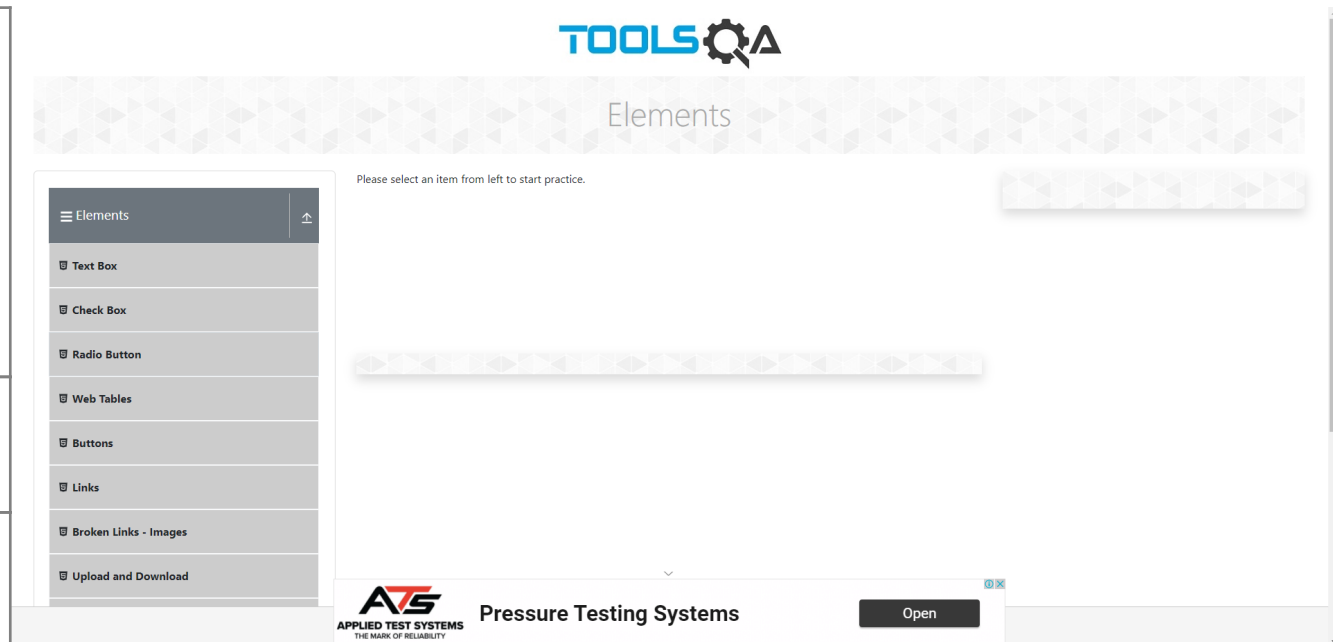 TOOLSQA
Elements
Please select an item from left to start practice.
Elements
Text Box
Check Box
Radio Button
Web Tables
Buttons
Links
Broken Links - Images
Upload and Download
ATS
APPLIED TEST SYSTEMS
THE MARK OF RELIABILITY
Pressure Testing Systems
Open